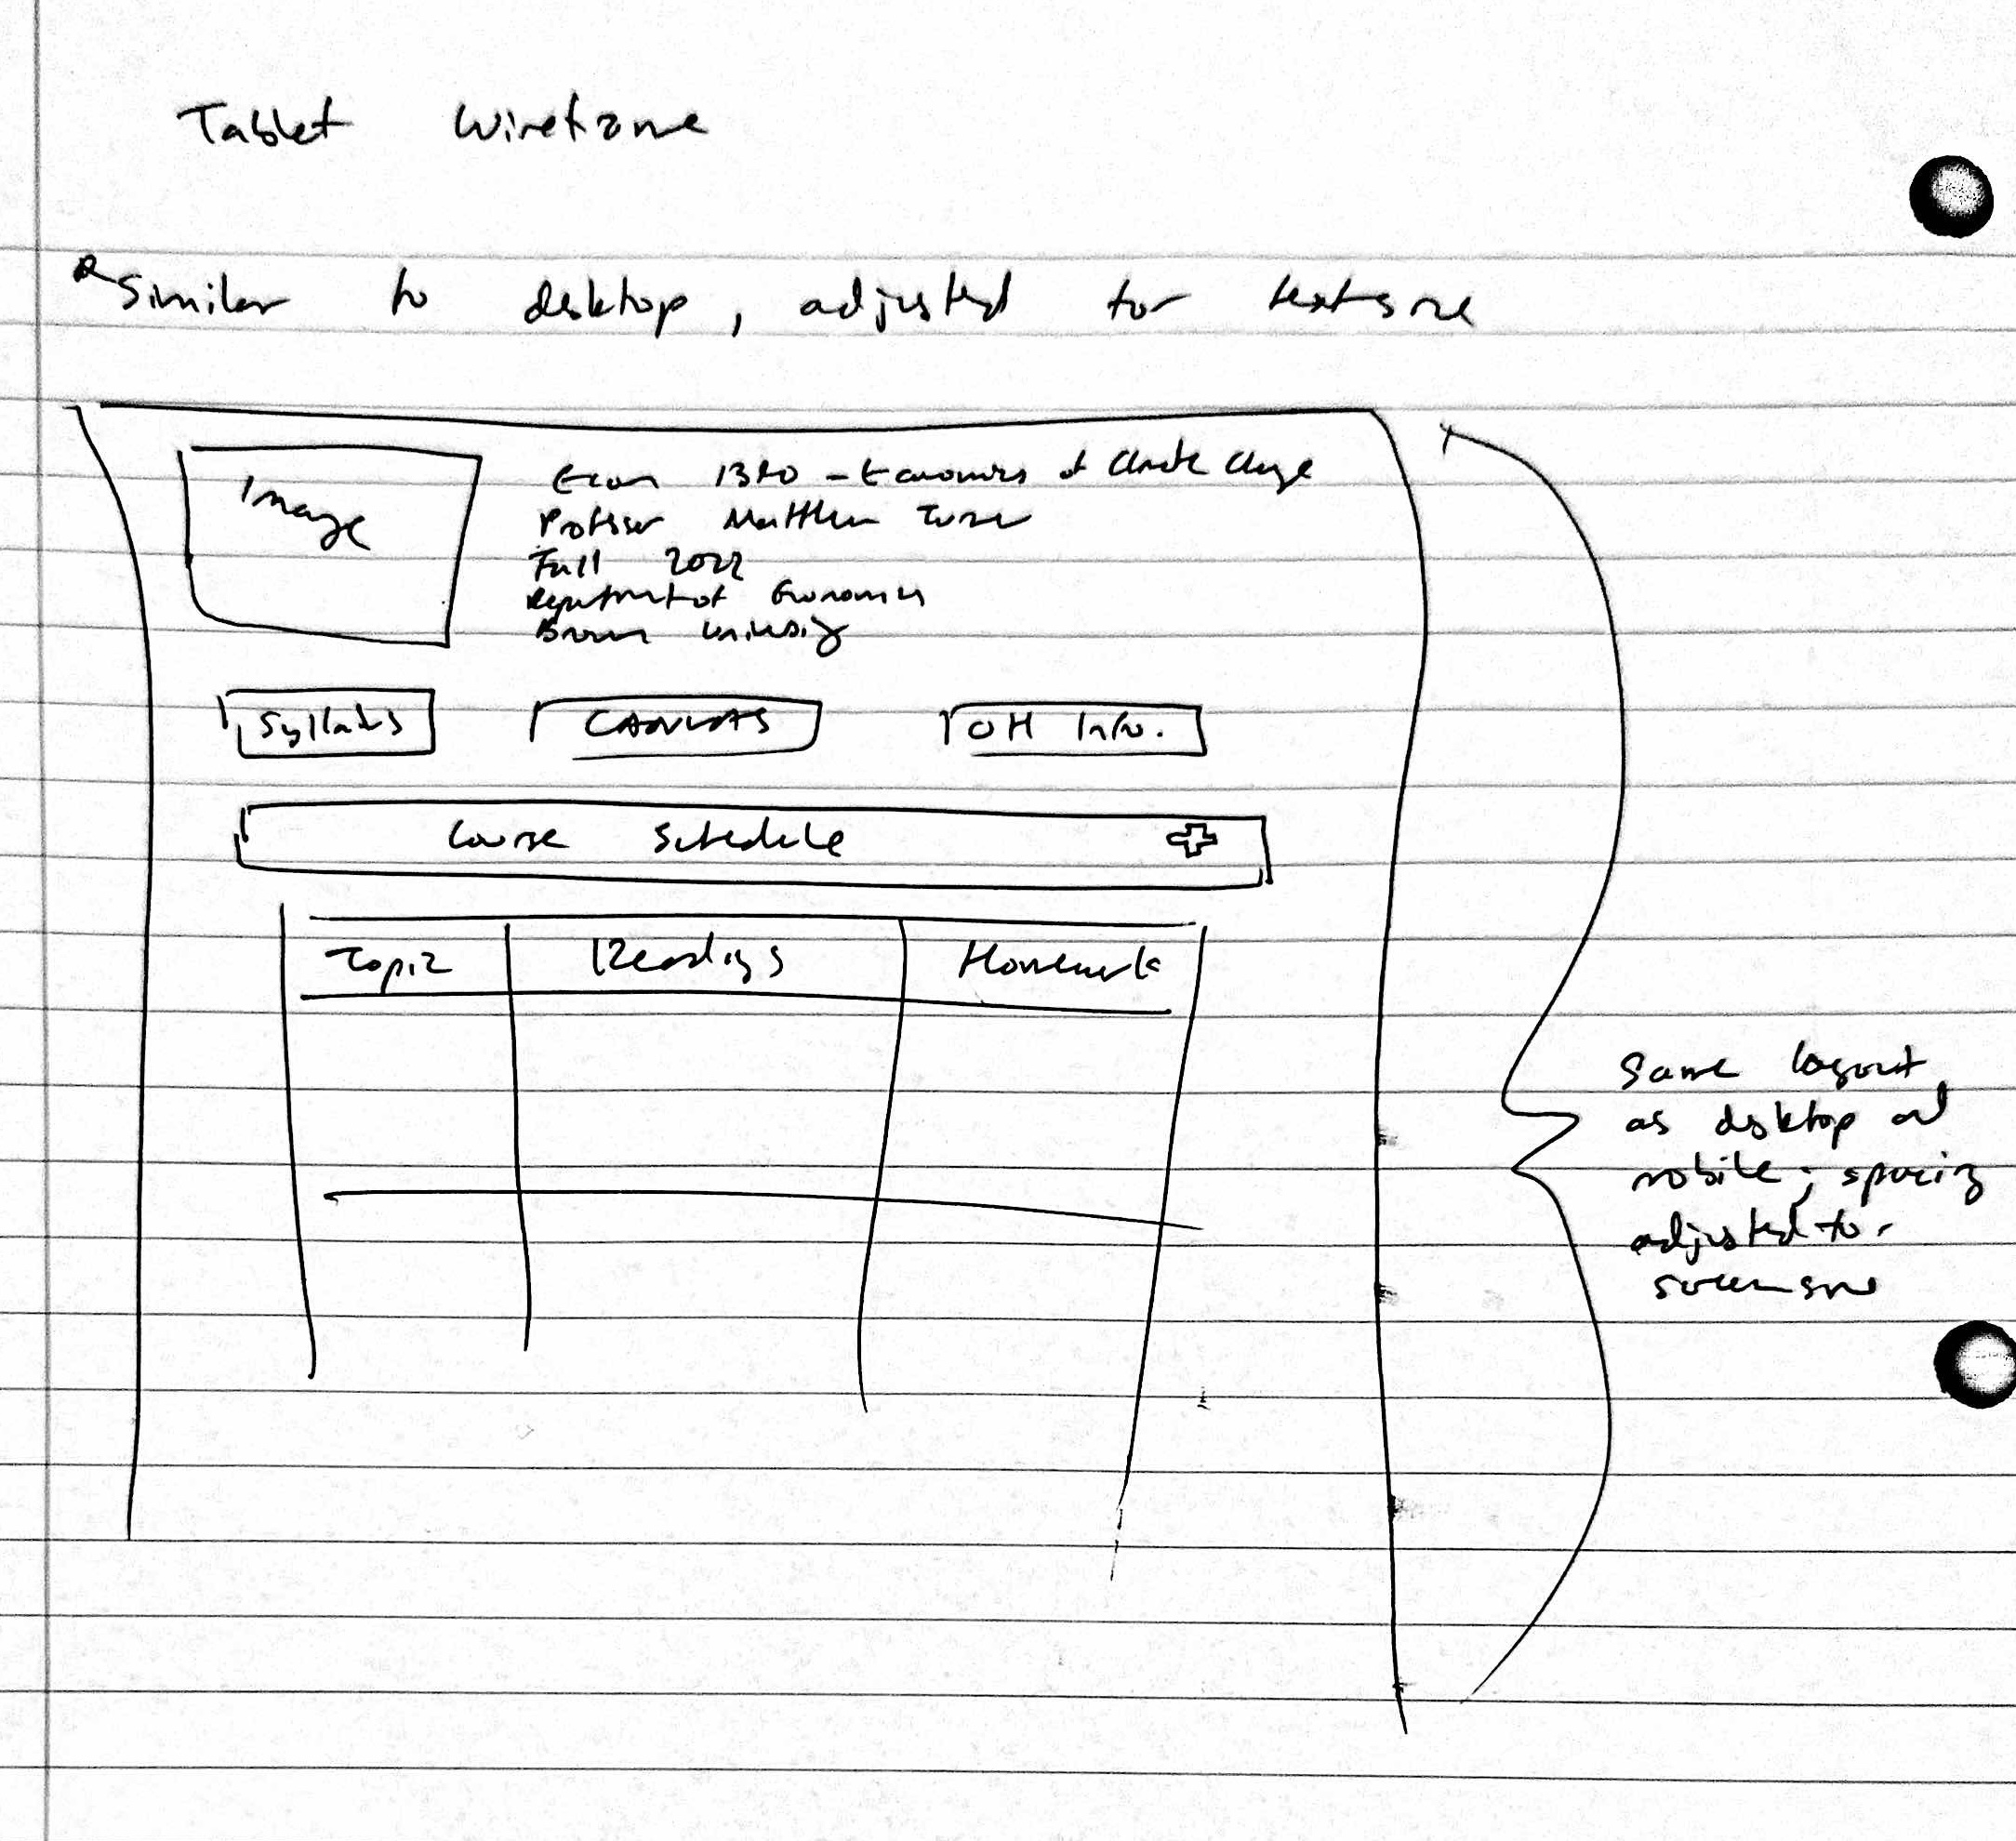 Tablet Wireframe
*Similar to desktop, adjusted for textsize
Image
Econ 1340 - Economics of Climate Change
Professor Matthew Turner
Fall 2022
Department of Economics
Brown University
Syllabus CANVAS OH Info.
Course Schedule
Topic Readings Homework
Same layout
as desktop and
mobile; spacing
adjusted for
screensize